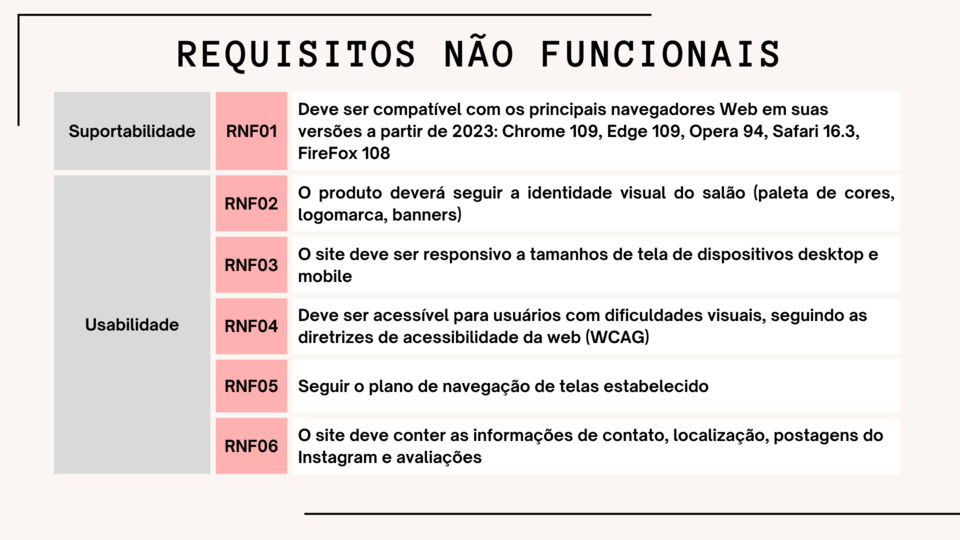 REQUISITOS NÃO FUNCIONAIS
Suportabilidade
RNF01
Deve ser compatível com os principais navegadores Web em suas
versões a partir de 2023: Chrome 109, Edge 109, Opera 94, Safari 16.3,
FireFox 108
Usabilidade
RNF02
O produto deverá seguir a identidade visual do salão (paleta de cores,
logomarca, banners)
RNF03
O site deve ser responsivo a tamanhos de tela de dispositivos desktop e
mobile
RNF04
Deve ser acessível para usuários com dificuldades visuais, seguindo as
diretrizes de acessibilidade da web (WCAG)
RNF05
Seguir o plano de navegação de telas estabelecido
RNF06
O site deve conter as informações de contato, localização, postagens do
Instagram e avaliações